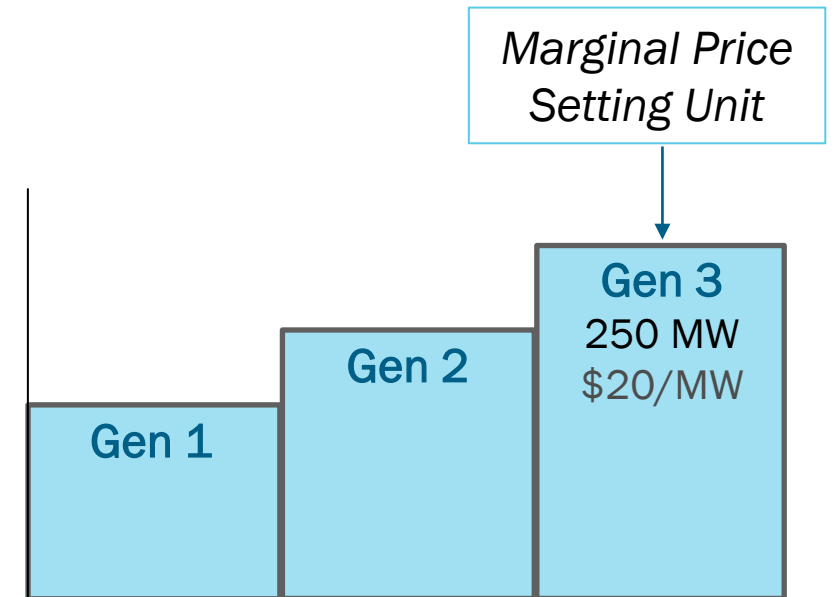 Marginal Price
Setting Unit
Gen 3
250 MW
$20/MW
Gen 2
Gen 1